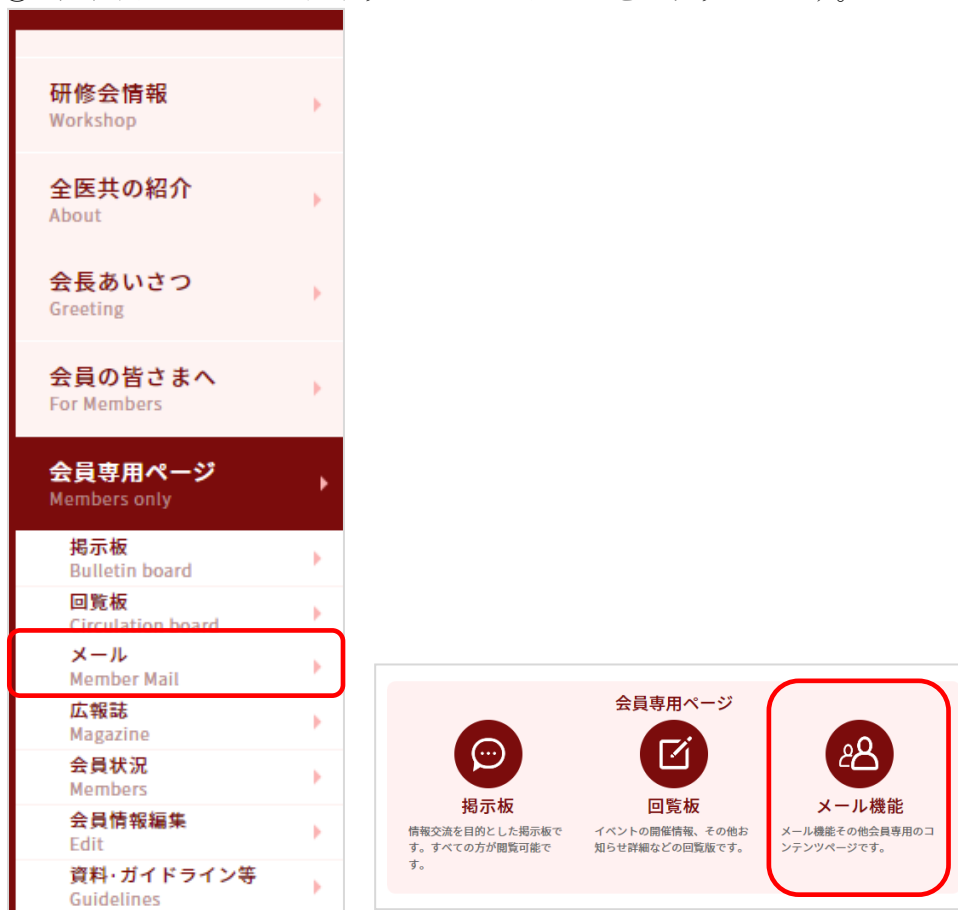 研修会情報
Workshop
全医共の紹介
About
会長あいさつ
Greeting
会員の皆さまへ
For Members
会員専用ページ
Members only
掲示板
Bulletin board
回覧板
Circulation board
メール
Member Mail
広報誌
Magazine
会員状況
Members
会員情報編集
Edit
資料･ガイドライン等
Guidelines
会員専用ページ
掲示板
情報交流を目的とした掲示板で
す。すべての方が閲覧可能で
す。
回覧板
イベントの開催情報、その他お
知らせ詳細などの回覧版です。
メール機能
メール機能その他会員専用のコ
ンテンツページです。